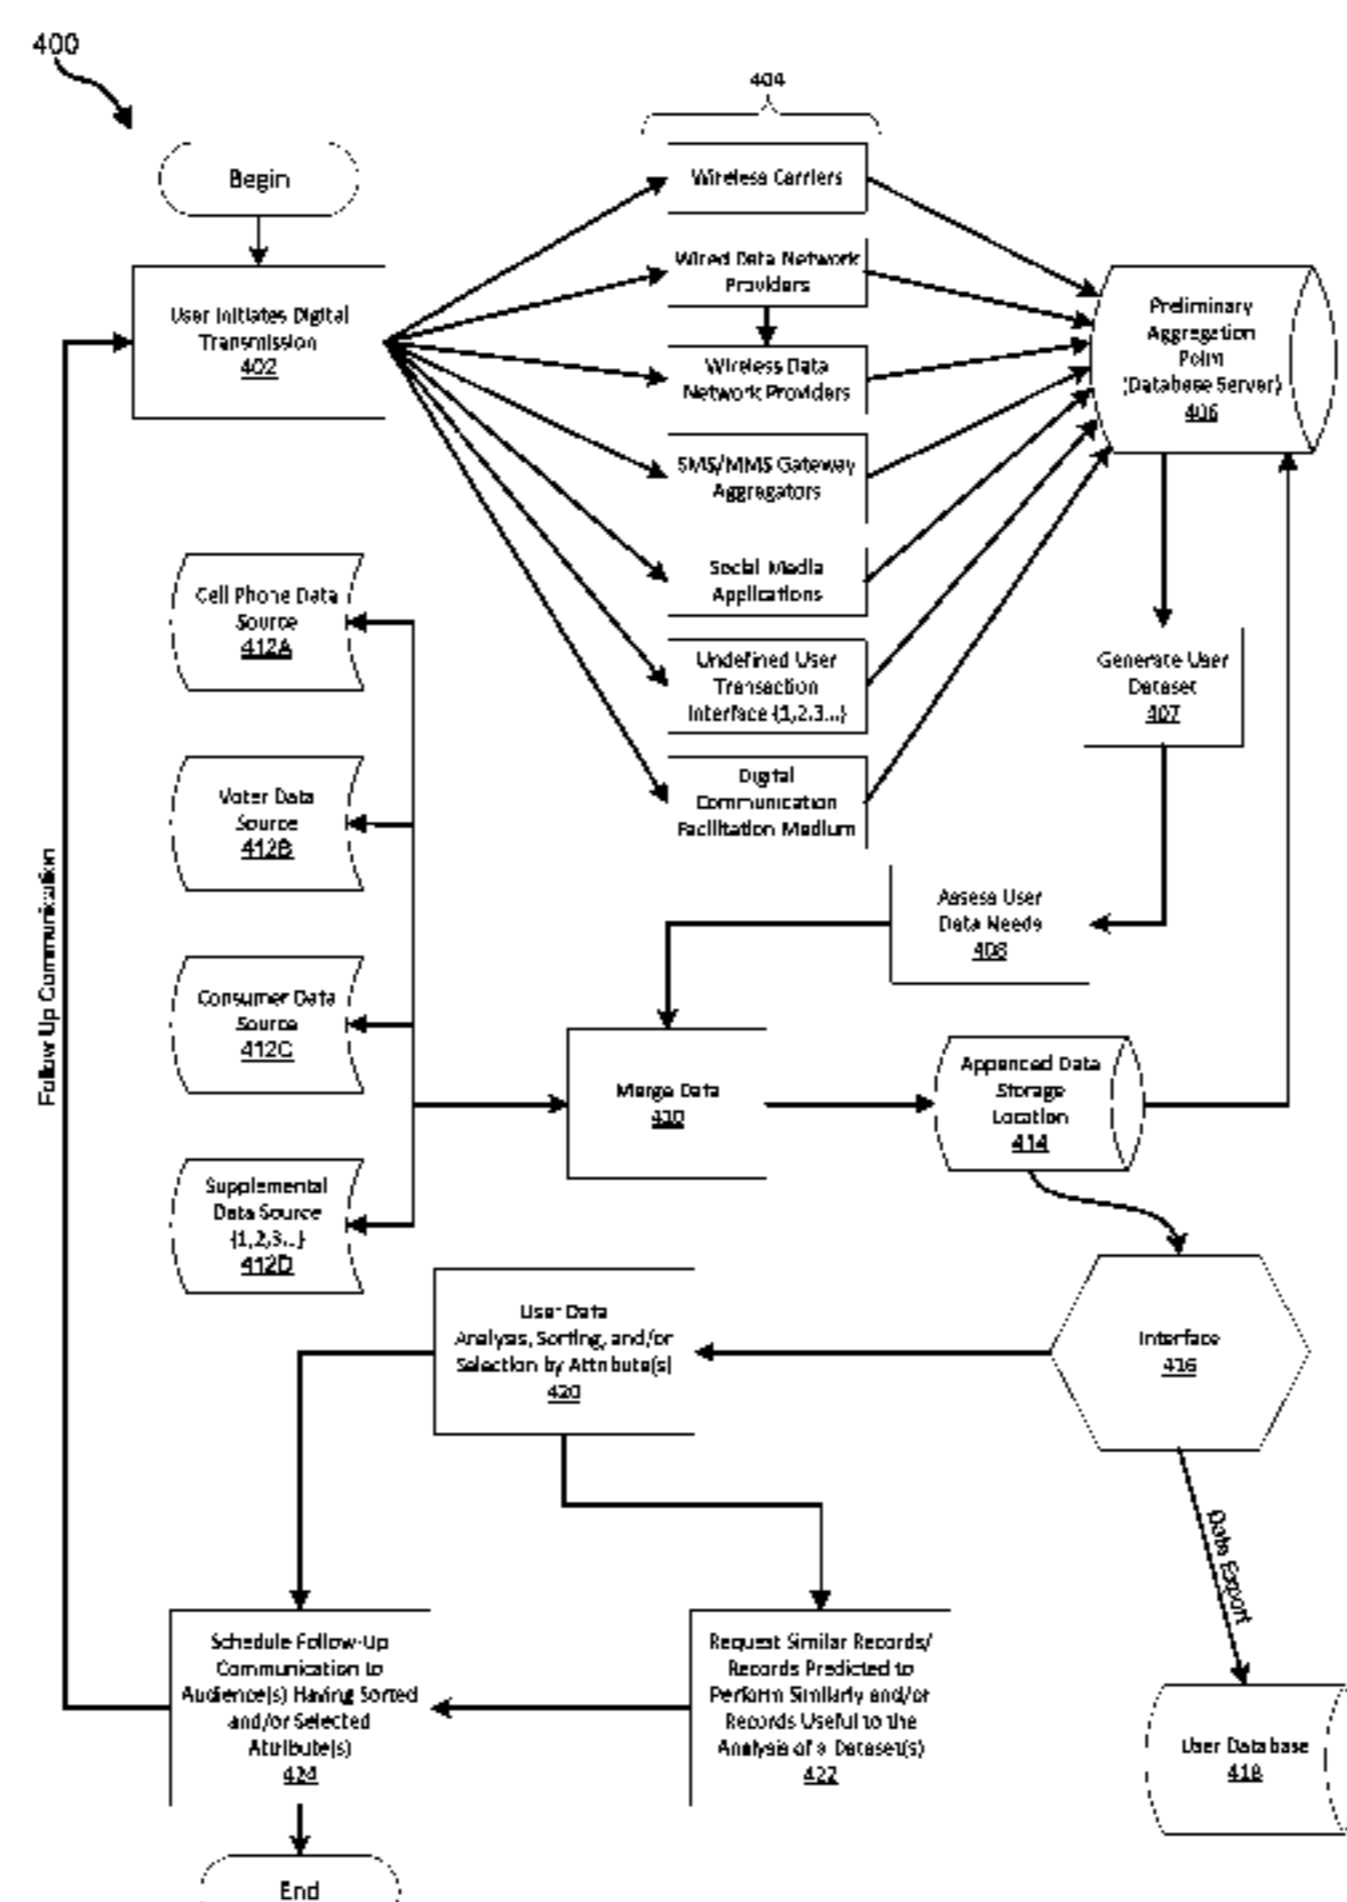 400
404
Begin
Wireless Carriers
User Initiates Digital
Transmission
402
Wired Data Network
Providers
Wireless Data
Network Providers
SMS/MMS Gateway
Aggregators
Social Media
Applications
Undefined User
Transaction
Interface {1,2,3...}
Digital
Communication
Facilitation Medium
Preliminary
Aggregation
Point
(Database Server)
406
Generate User
Dataset
407
Assess User
Data Needs
408
Cell Phone Data
Source
412A
Voter Data
Source
412B
Consumer Data
Source
412C
Supplemental
Data Source
{1,2,3...}
412D
Follow Up Communication
Merge Data
410
Appended Data
Storage
Location
414
Interface
416
User Data
Analysis, Sorting, and/or
Selection by Attribute(s)
420
Data Export
User Database
418
Schedule Follow-Up
Communication to
Audience(s) Having Sorted
and/or Selected
Attribute(s)
424
Request Similar Records/
Records Predicted to
Perform Similarly and/or
Records Useful to the
Analysis of a Dataset(s)
422
End